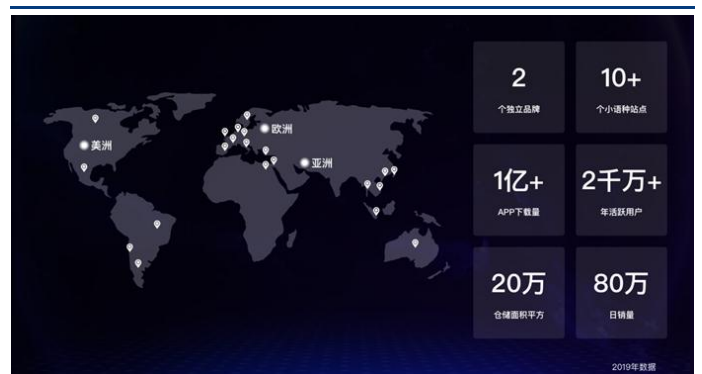 美洲
欧洲
亚洲
2
个独立品牌
10+
个小语种站点
1亿+
APP下载量
2千万+
年活跃用户
20万
仓储面积平方
80万
日销量
2019年数据